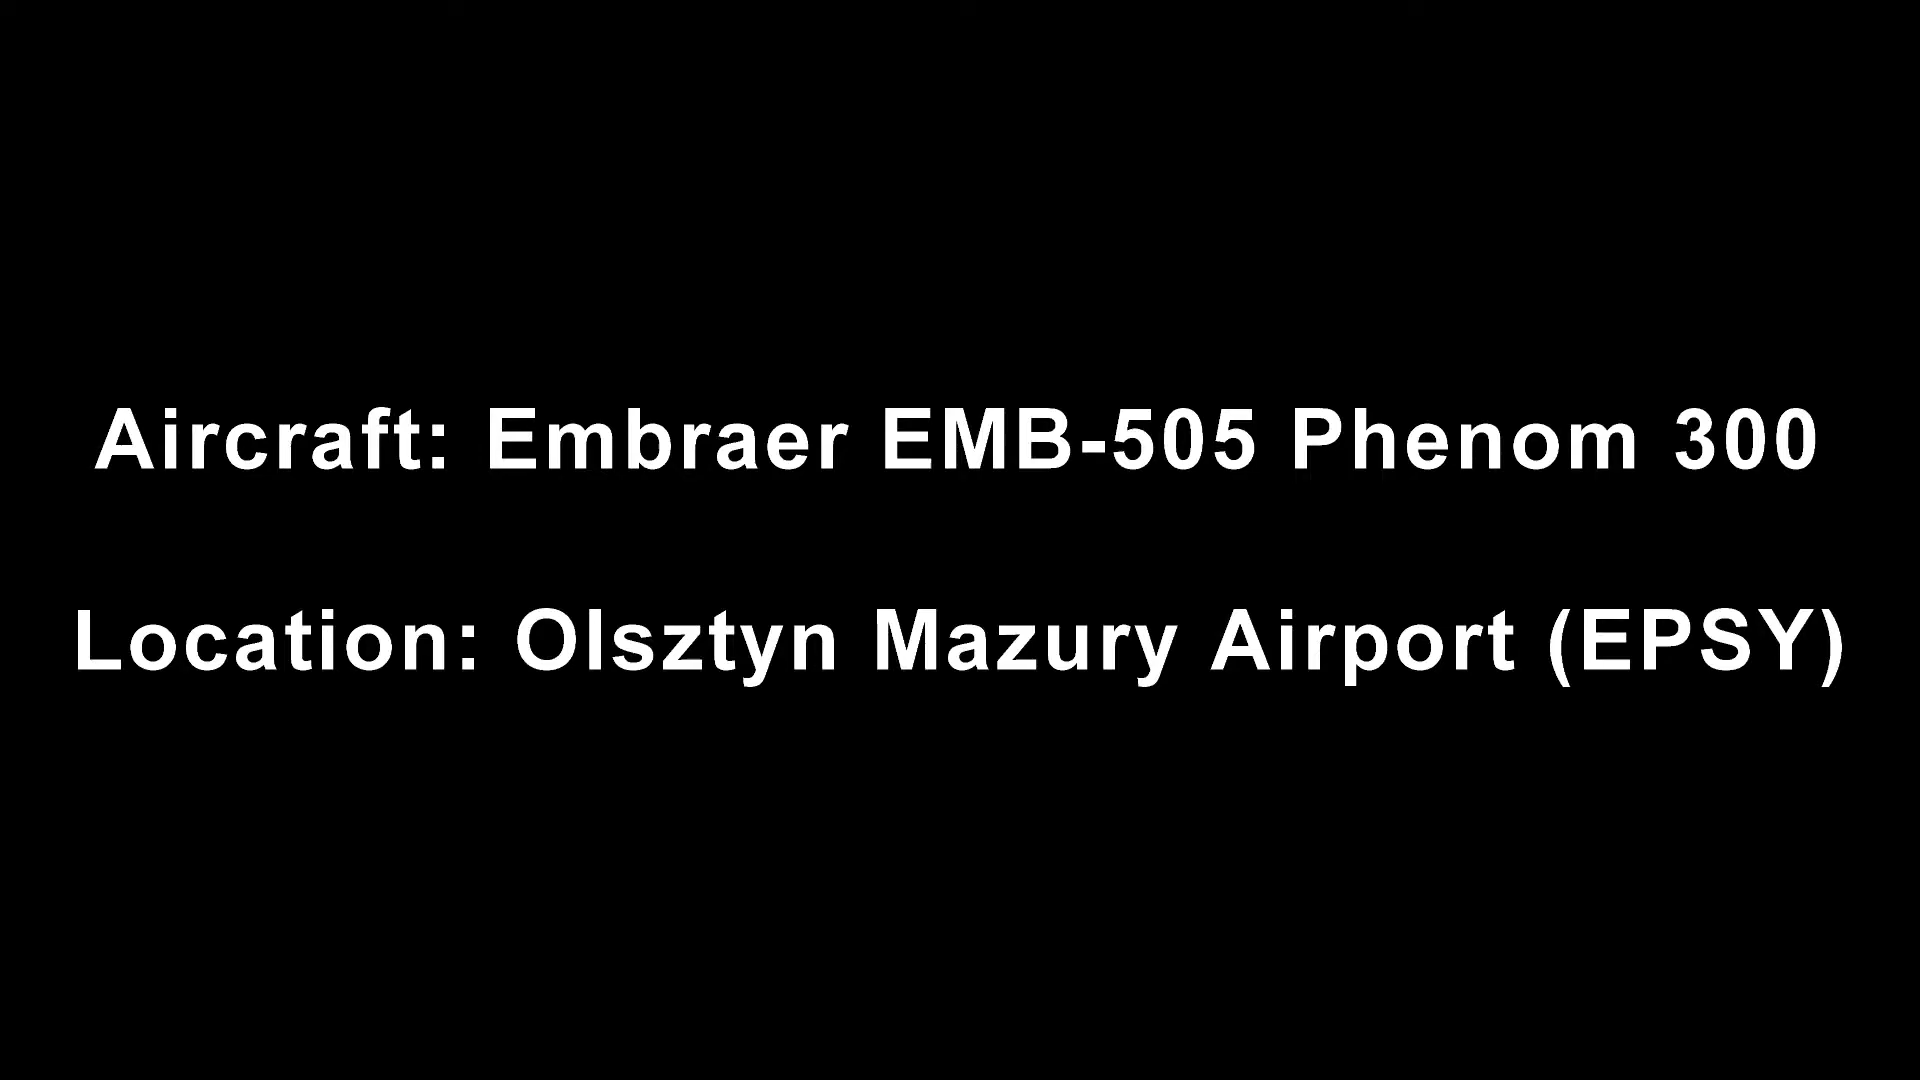 Aircraft: Embraer EMB-505 Phenom 300
Location: Olsztyn Mazury Airport (EPSY)